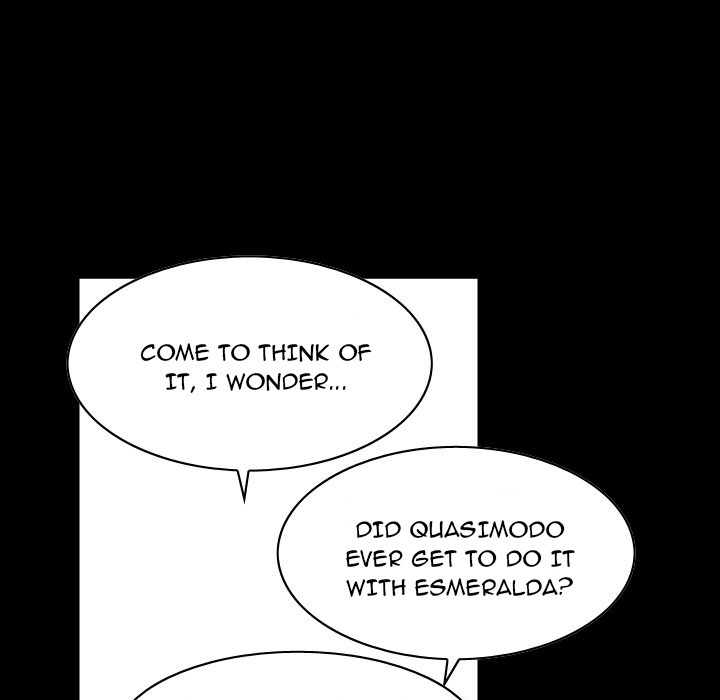 COME TO THINK OF
IT, I WONDER...
DID QUASIMODO
EVER GET TO DO IT
WITH ESMERALDA?